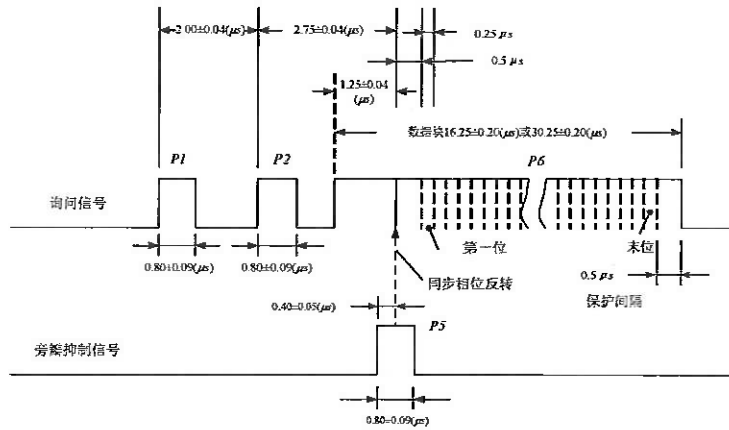 2.00±0.04(μs)
2.75±0.04(μs)
0.25 μs
0.5 μs
1.25±0.04
(μs)
数据块16.25±0.20(μs)或30.25±0.20(μs)
P1
P2
P6
询问信号
第一位
末位
0.80±0.09(μs)
0.80±0.09(μs)
同步相位反转
0.5 μs
保护间隔
0.40±0.05(μs)
P5
旁瓣抑制信号
0.80±0.09(μs)